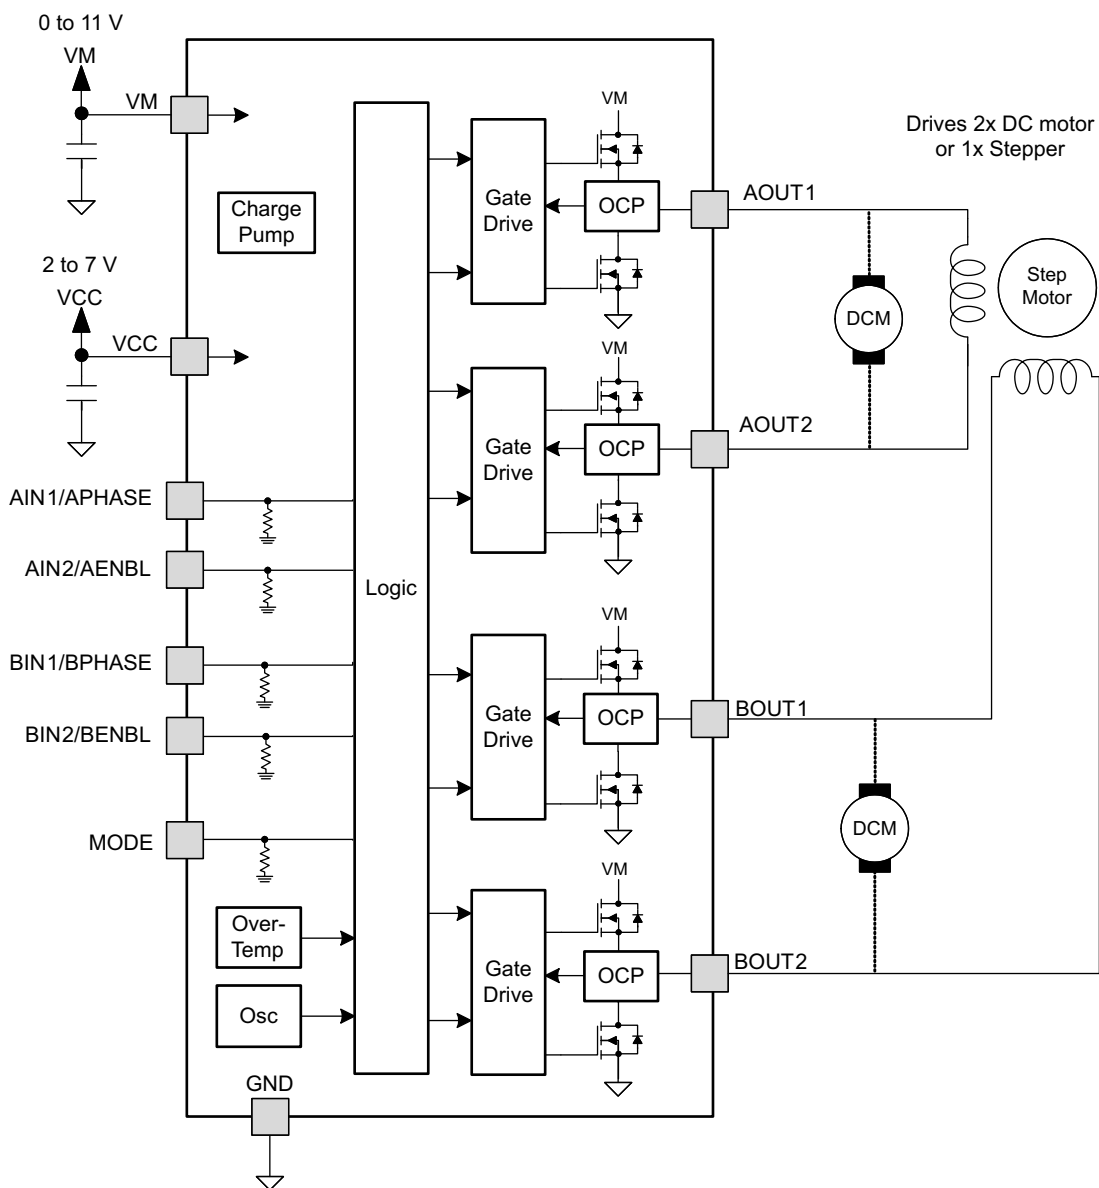 0 to 11 V
VM
VM
Charge
Pump
2 to 7 V
VCC
VCC
AIN1/APHASE
AIN2/AENBL
BIN1/BPHASE
BIN2/BENBL
MODE
Over-
Temp
Osc
GND
Logic
Gate
Drive
VM
OCP
AOUT1
Gate
Drive
VM
OCP
AOUT2
Gate
Drive
VM
OCP
BOUT1
Gate
Drive
VM
OCP
BOUT2
Drives 2x DC motor
or 1x Stepper
DCM
Step
Motor
DCM